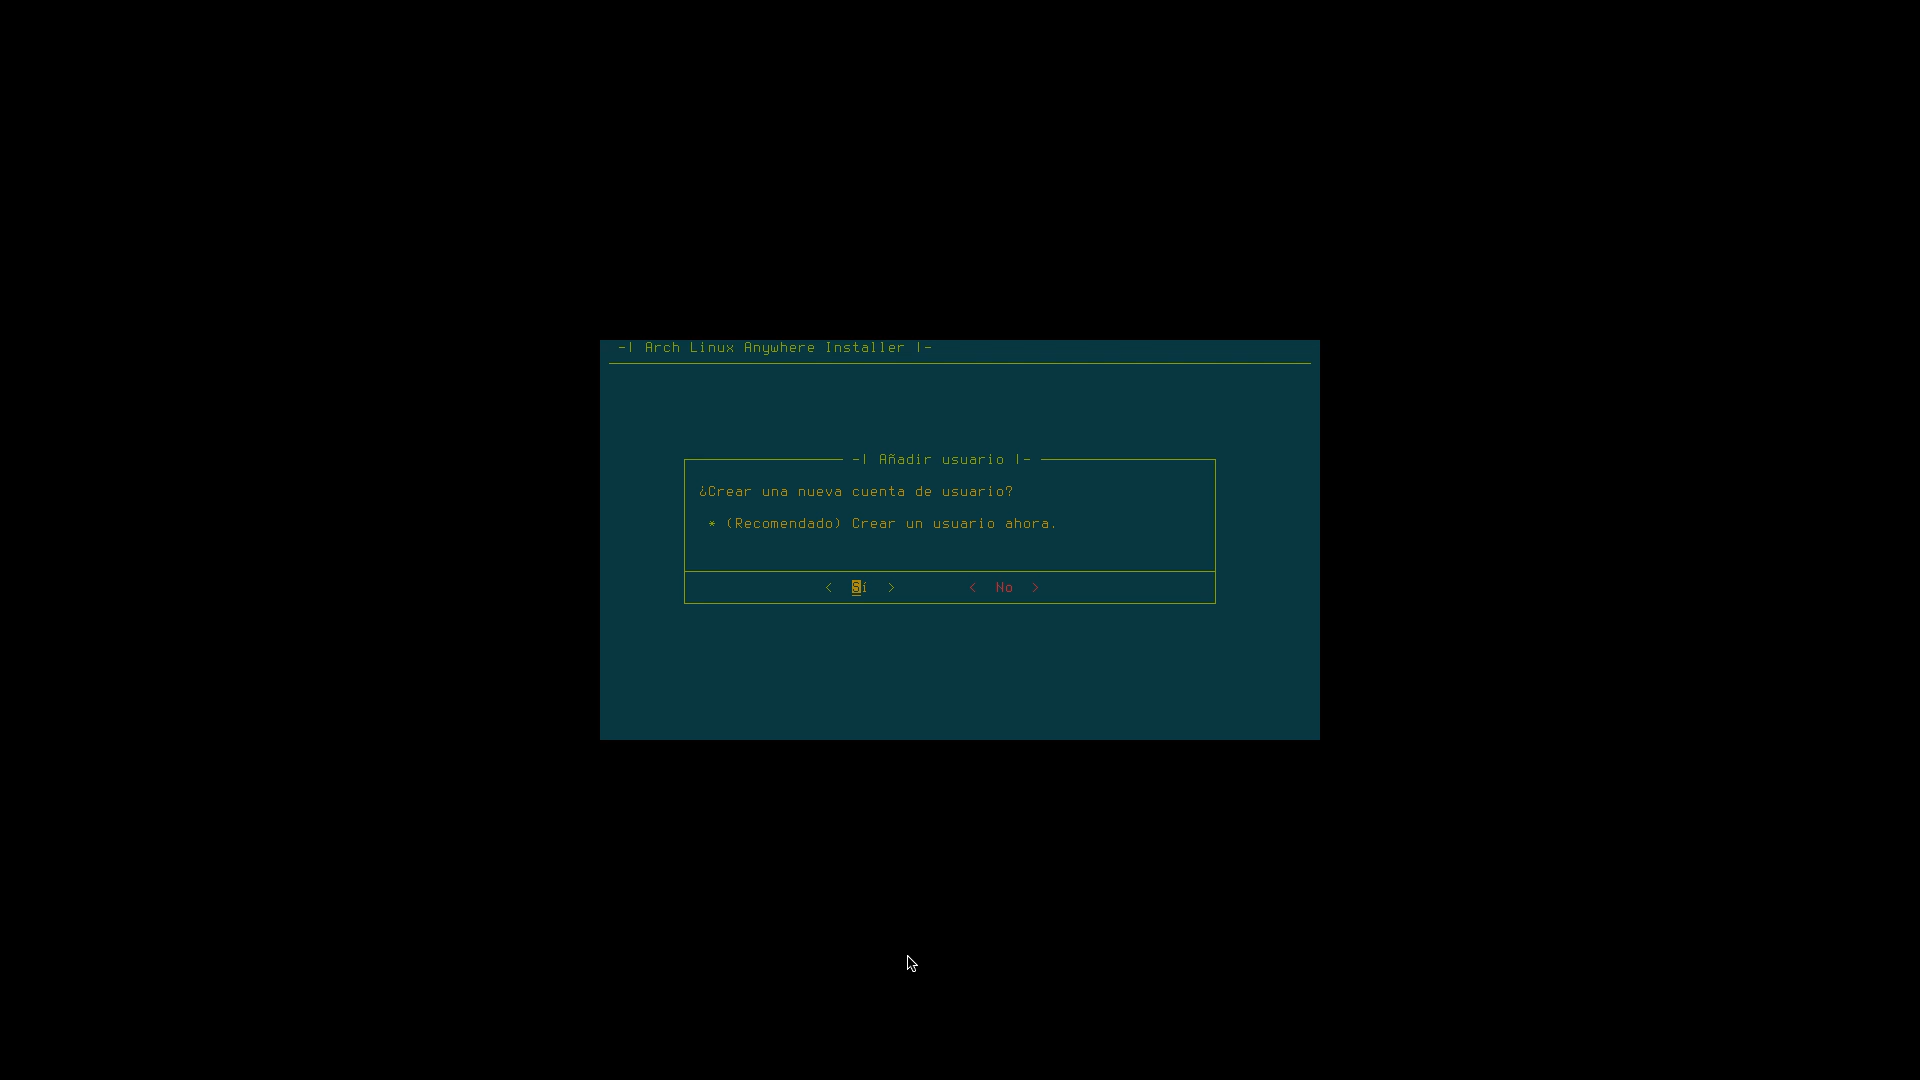 -| Arch Linux Anywhere Installer |-
-| Añadir usuario |-
¿Crear una nueva cuenta de usuario?
* (Recomendado) Crear un usuario ahora.
< Sí > < No >